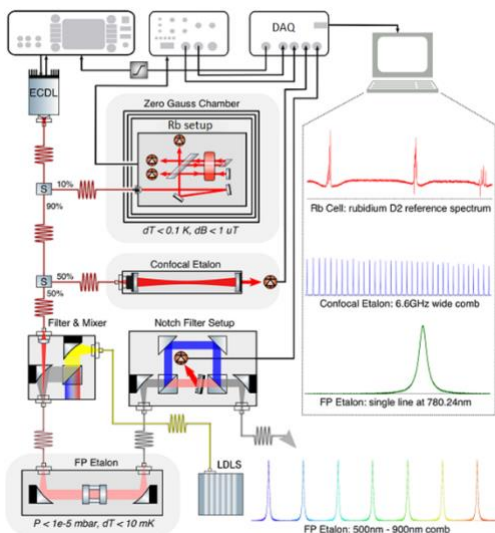 DAQ
ECDL
Zero Gauss Chamber
Rb setup
S
10%
90%
dT < 0.1 K, dB < 1 uT
Rb Cell: rubidium D2 reference spectrum
Confocal Etalon
S
50%
50%
Confocal Etalon: 6.6GHz wide comb
Filter & Mixer
Notch Filter Setup
FP Etalon: single line at 780.24nm
FP Etalon
LDLS
P < 1e-5 mbar, dT < 10 mK
FP Etalon: 500nm - 900nm comb